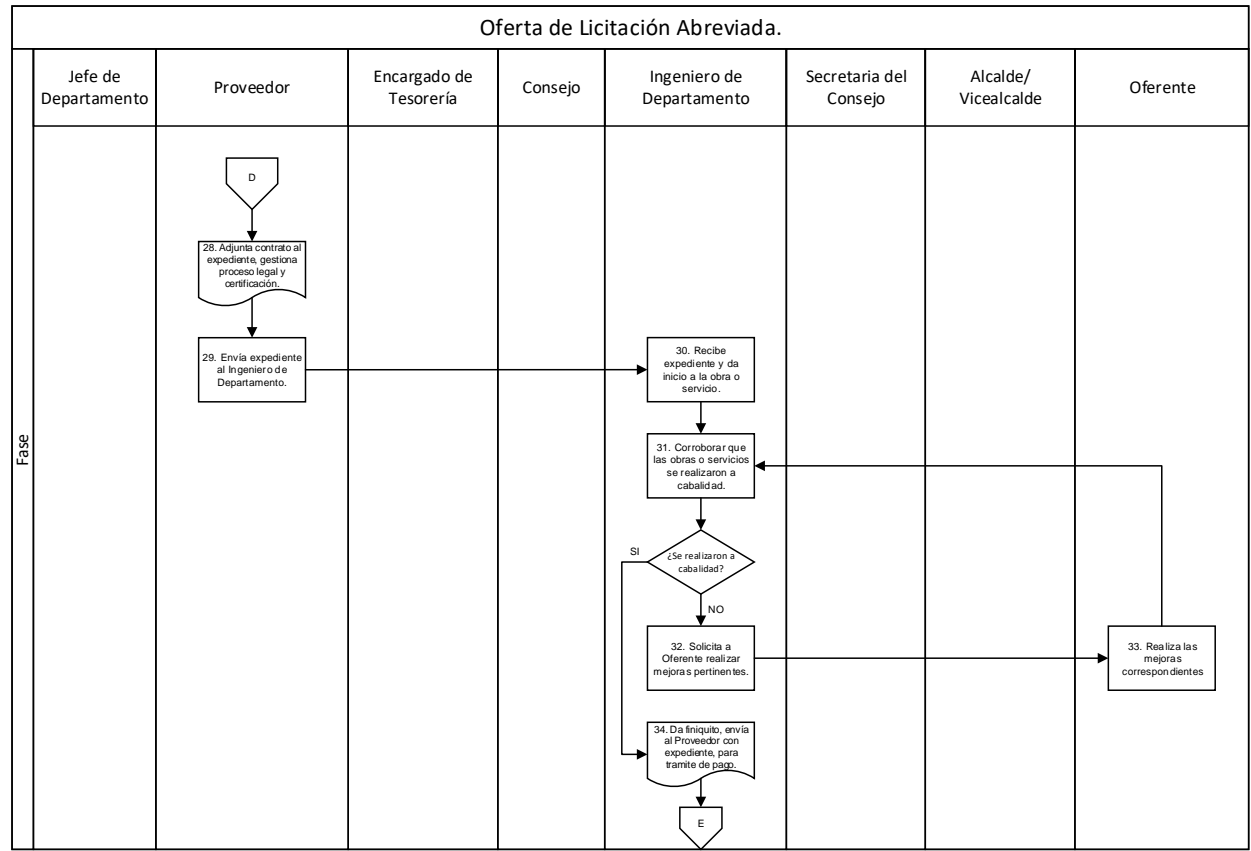 Oferta de Licitación Abreviada.
Fase
Jefe de
Departamento
Proveedor
Encargado de
Tesorería
Consejo
Ingeniero de
Departamento
Secretaria del
Consejo
Alcalde/
Vicealcalde
Oferente
D
28. Adjunta contrato al
expediente, gestiona
proceso legal y
certificación.
29. Envía expediente
al Ingeniero de
Departamento.
30. Recibe
expediente y da
inicio a la obra o
servicio.
31. Corroborar que
las obras o servicios
se realizaron a
cabalidad.
¿Se realizaron a
cabalidad?
SI
NO
32. Solicita a
Oferente realizar
mejoras pertinentes.
33. Realiza las
mejoras
correspondientes
34. Da finiquito, envía
al Proveedor con
expediente, para
tramite de pago.
E